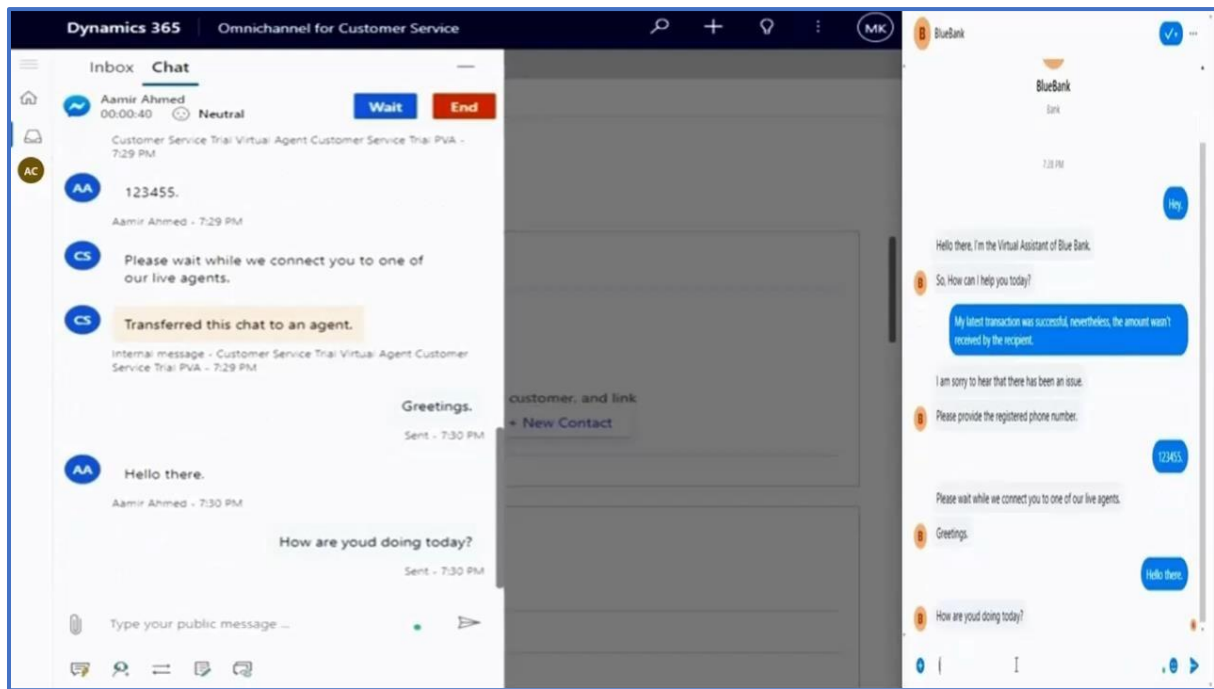 Dynamics 365
Omnichannel for Customer Service
MK
Inbox Chat
Aamir Ahmed
00:00:40 Neutral
Wait
End
Customer Service Trial Virtual Agent Customer Service Trial PVA -
7:29 PM
AC
AA
123455.
Aamir Ahmed - 7:29 PM
CS
Please wait while we connect you to one of
our live agents.
CS
Transferred this chat to an agent.
Internal message - Customer Service Trial Virtual Agent Customer
Service Trial PVA - 7:29 PM
Greetings.
Sent - 7:30 PM
AA
Hello there.
Aamir Ahmed - 7:30 PM
How are youd doing today?
Sent - 7:30 PM
Type your public message ...
customer, and link
+ New Contact
B BlueBank
BlueBank
Bank
7:28 PM
Hey.
Hello there, I'm the Virtual Assistant of Blue Bank.
B
So, How can I help you today?
My latest transaction was successful, nevertheless, the amount wasn't
received by the recipient.
I am sorry to hear that there has been an issue.
B
Please provide the registered phone number.
123455.
Please wait while we connect you to one of our live agents.
B
Greetings.
Hello there.
B
How are youd doing today?